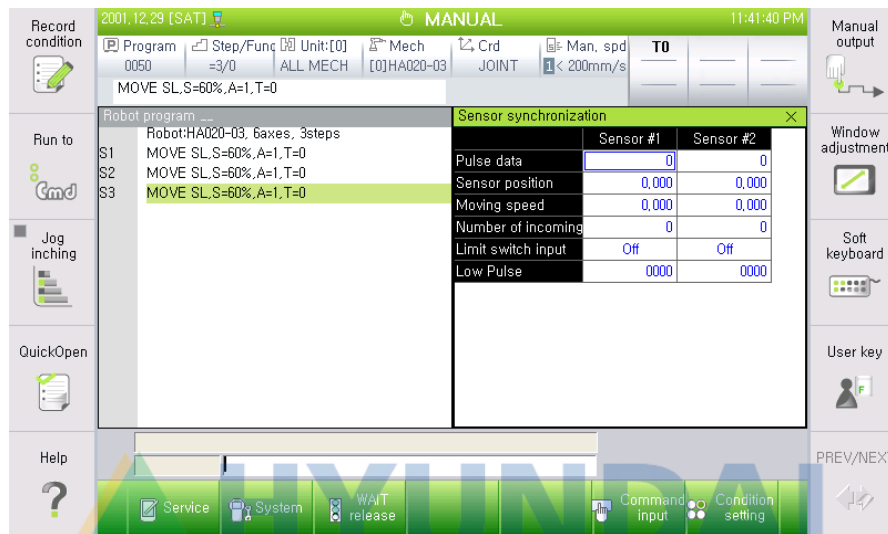 Record
condition
2001,12,29 [SAT]
MANUAL
11:41:40 PM
Manual
output
Program
0050
Step/Func
=3/0
Unit:[0]
ALL MECH
Mech
[0]HA020-03
Crd
JOINT
Man, spd
1< 200mm/s
T0
MOVE SL,S=60%,A=1,T=0
Run to
Cmd
Jog
inching
QuickOpen
Help
Robot program __
Robot:HA020-03, 6axes, 3steps
S1 MOVE SL,S=60%,A=1,T=0
S2 MOVE SL,S=60%,A=1,T=0
S3 MOVE SL,S=60%,A=1,T=0
Sensor synchronization
Sensor #1 Sensor #2
Pulse data 0 0
Sensor position 0,000 0,000
Moving speed 0,000 0,000
Number of incoming 0 0
Limit switch input Off Off
Low Pulse 0000 0000
Window
adjustment
Soft
keyboard
User key
F
PREV/NEXT
HYUNDAI
Service
System
WAIT
release
Command
input
Condition
setting